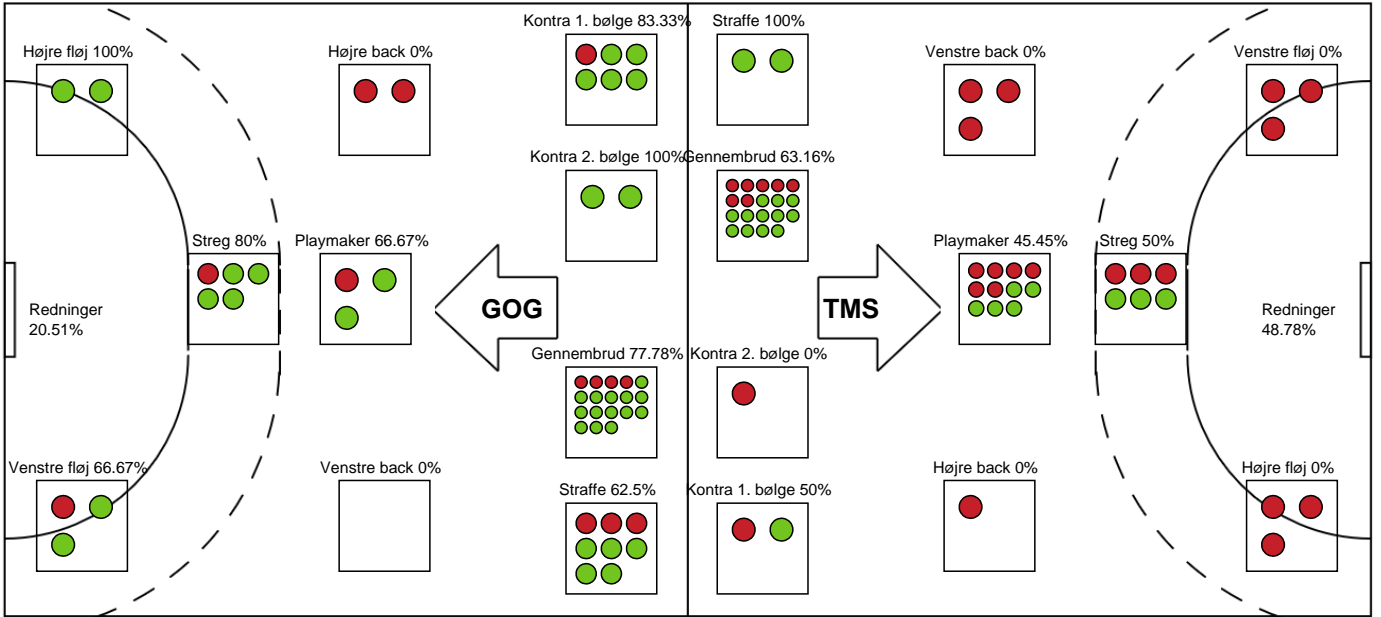 Kontra 1. bølge 83.33%
Straffe 100%
Højre fløj 100%
Højre back 0%
Venstre back 0%
Venstre fløj 0%
Kontra 2. bølge 100%
Gennembrud 63.16%
Streg 80%
Playmaker 66.67%
Playmaker 45.45%
Streg 50%
Redninger
20.51%
GOG
TMS
Redninger
48.78%
Gennembrud 77.78%
Kontra 2. bølge 0%
Venstre fløj 66.67%
Venstre back 0%
Straffe 62.5%
Kontra 1. bølge 50%
Højre back 0%
Højre fløj 0%